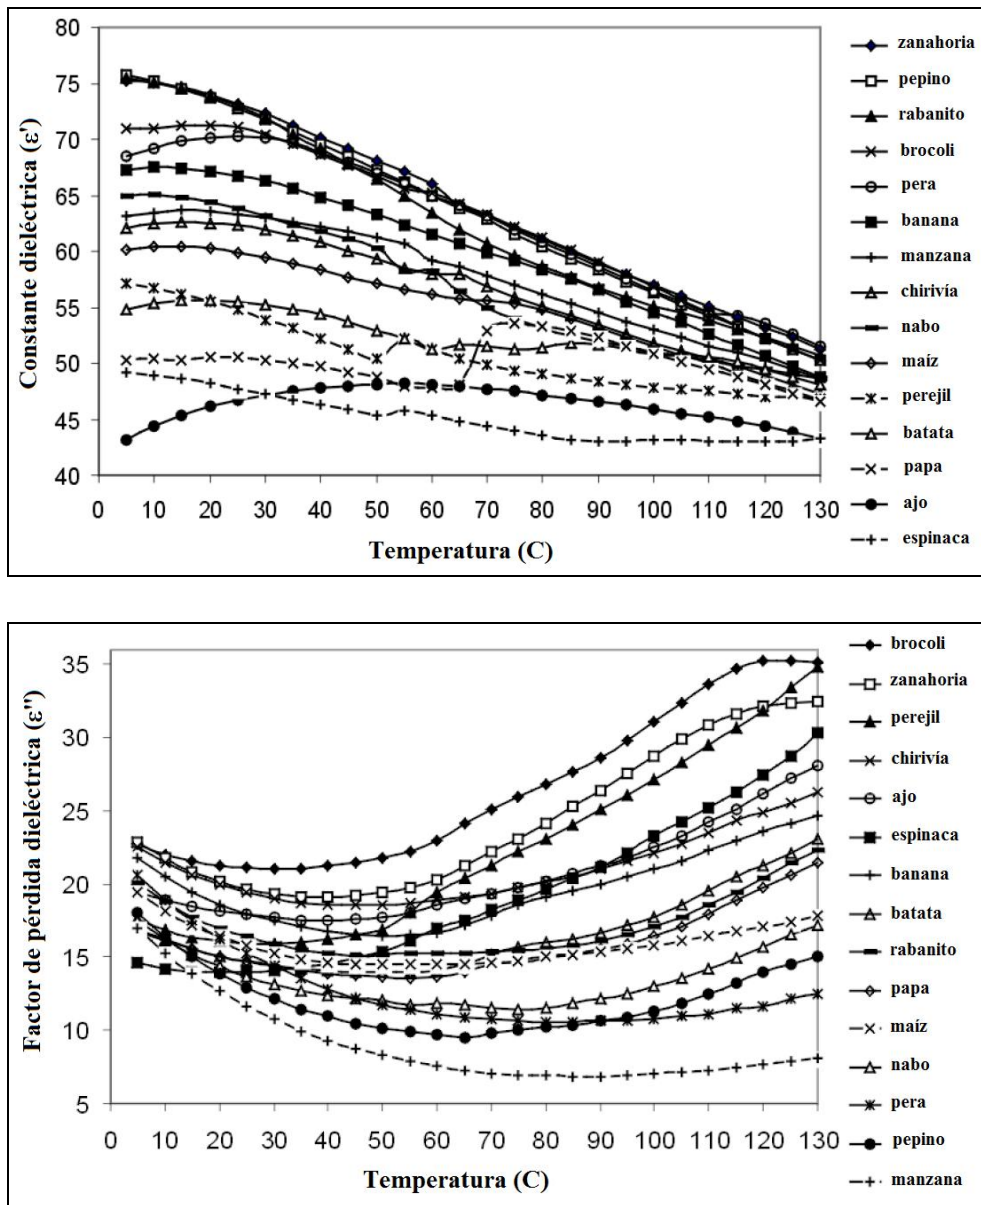 80
75
70
65
60
55
50
45
40
Constante dieléctrica (ε')
0 10 20 30 40 50 60 70 80 90 100 110 120 130
Temperatura (C)
zanahoria
pepino
rabanito
brocoli
pera
banana
manzana
chirivía
nabo
maíz
perejil
batata
papa
ajo
espinaca
35
30
25
20
15
10
5
Factor de pérdida dieléctrica (ε")
0 10 20 30 40 50 60 70 80 90 100 110 120 130
Temperatura (C)
brocoli
zanahoria
perejil
chirivía
ajo
espinaca
banana
batata
rabanito
papa
maíz
nabo
pera
pepino
manzana